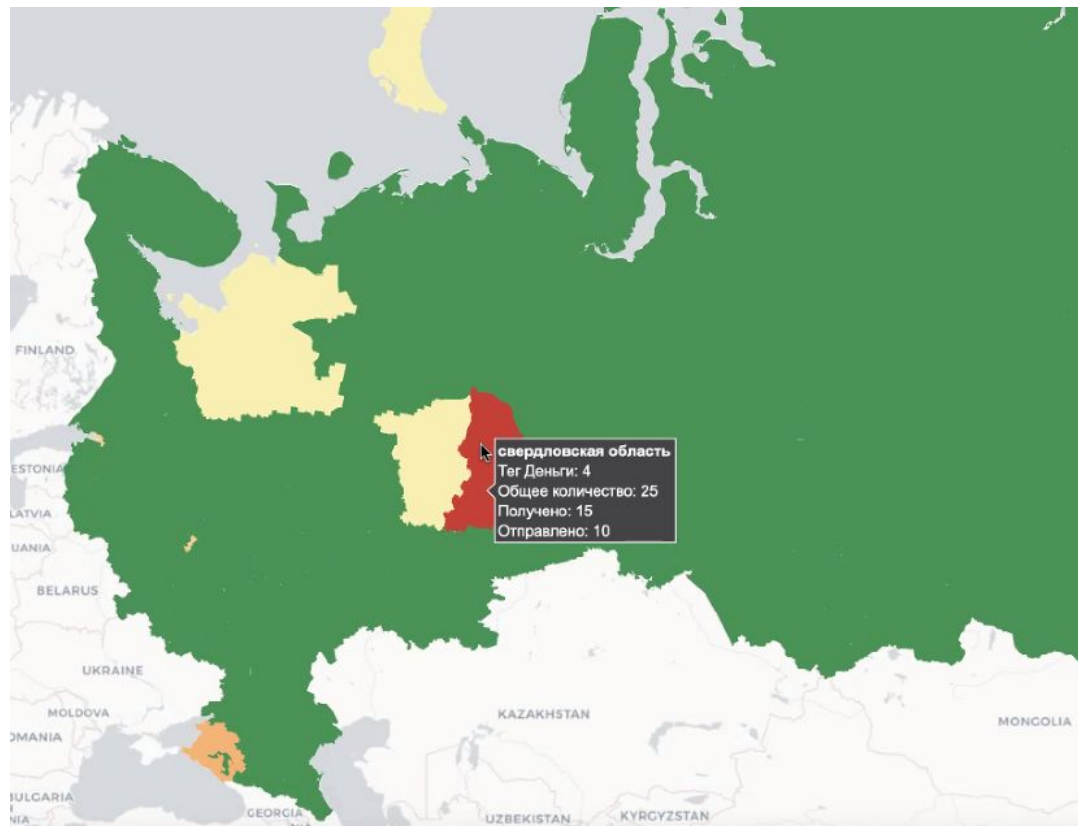 FINLAND
свердловская область
Тег Деньги: 4
ESTONIA
Общее количество: 25
Получено: 15
LATVIA
Отправлено: 10
UANIA
BELARUS
UKRAINE
MOLDOVA
KAZAKHSTAN
MONGOLIA
OMANIA
BULGARIA
GEORGIA
UZBEKISTAN
KYRGYZSTAN